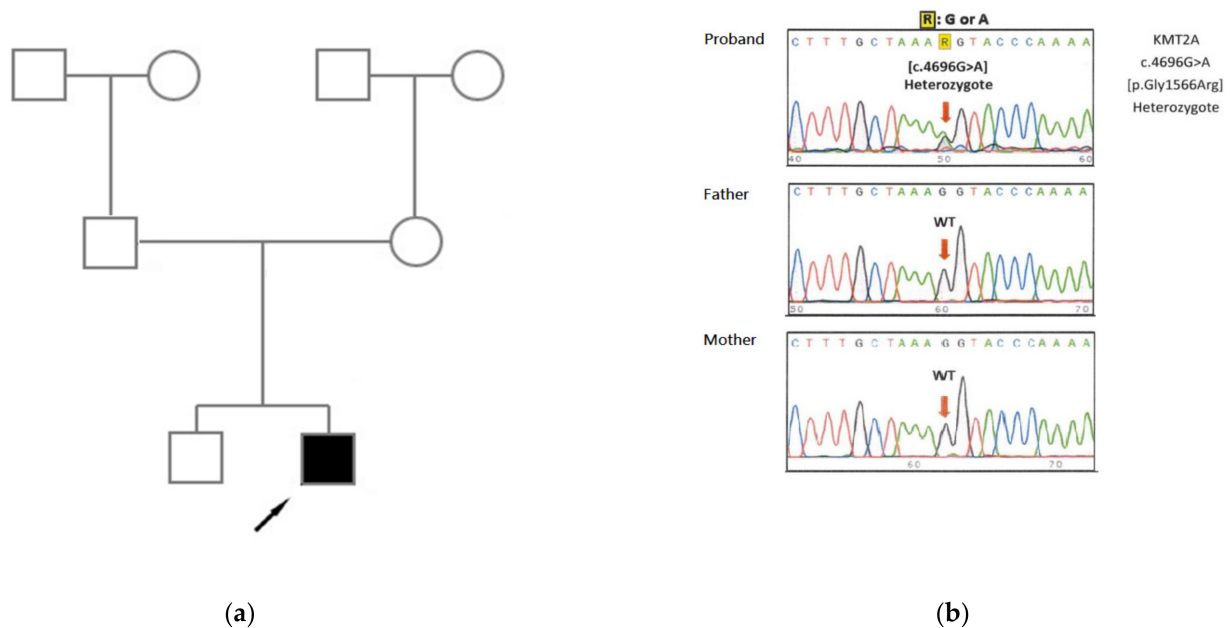 R: G or A
Proband
C T T T G C T A A A R G T A C C C A A A A
[c.4696G>A]
Heterozygote
40 50 60
KMT2A
c.4696G>A
[p.Gly1566Arg]
Heterozygote
Father
C T T T G C T A A A G G T A C C C A A A A
WT
50 60 70
Mother
C T T T G C T A A A G G T A C C C A A A A
WT
60 70
(a)
(b)